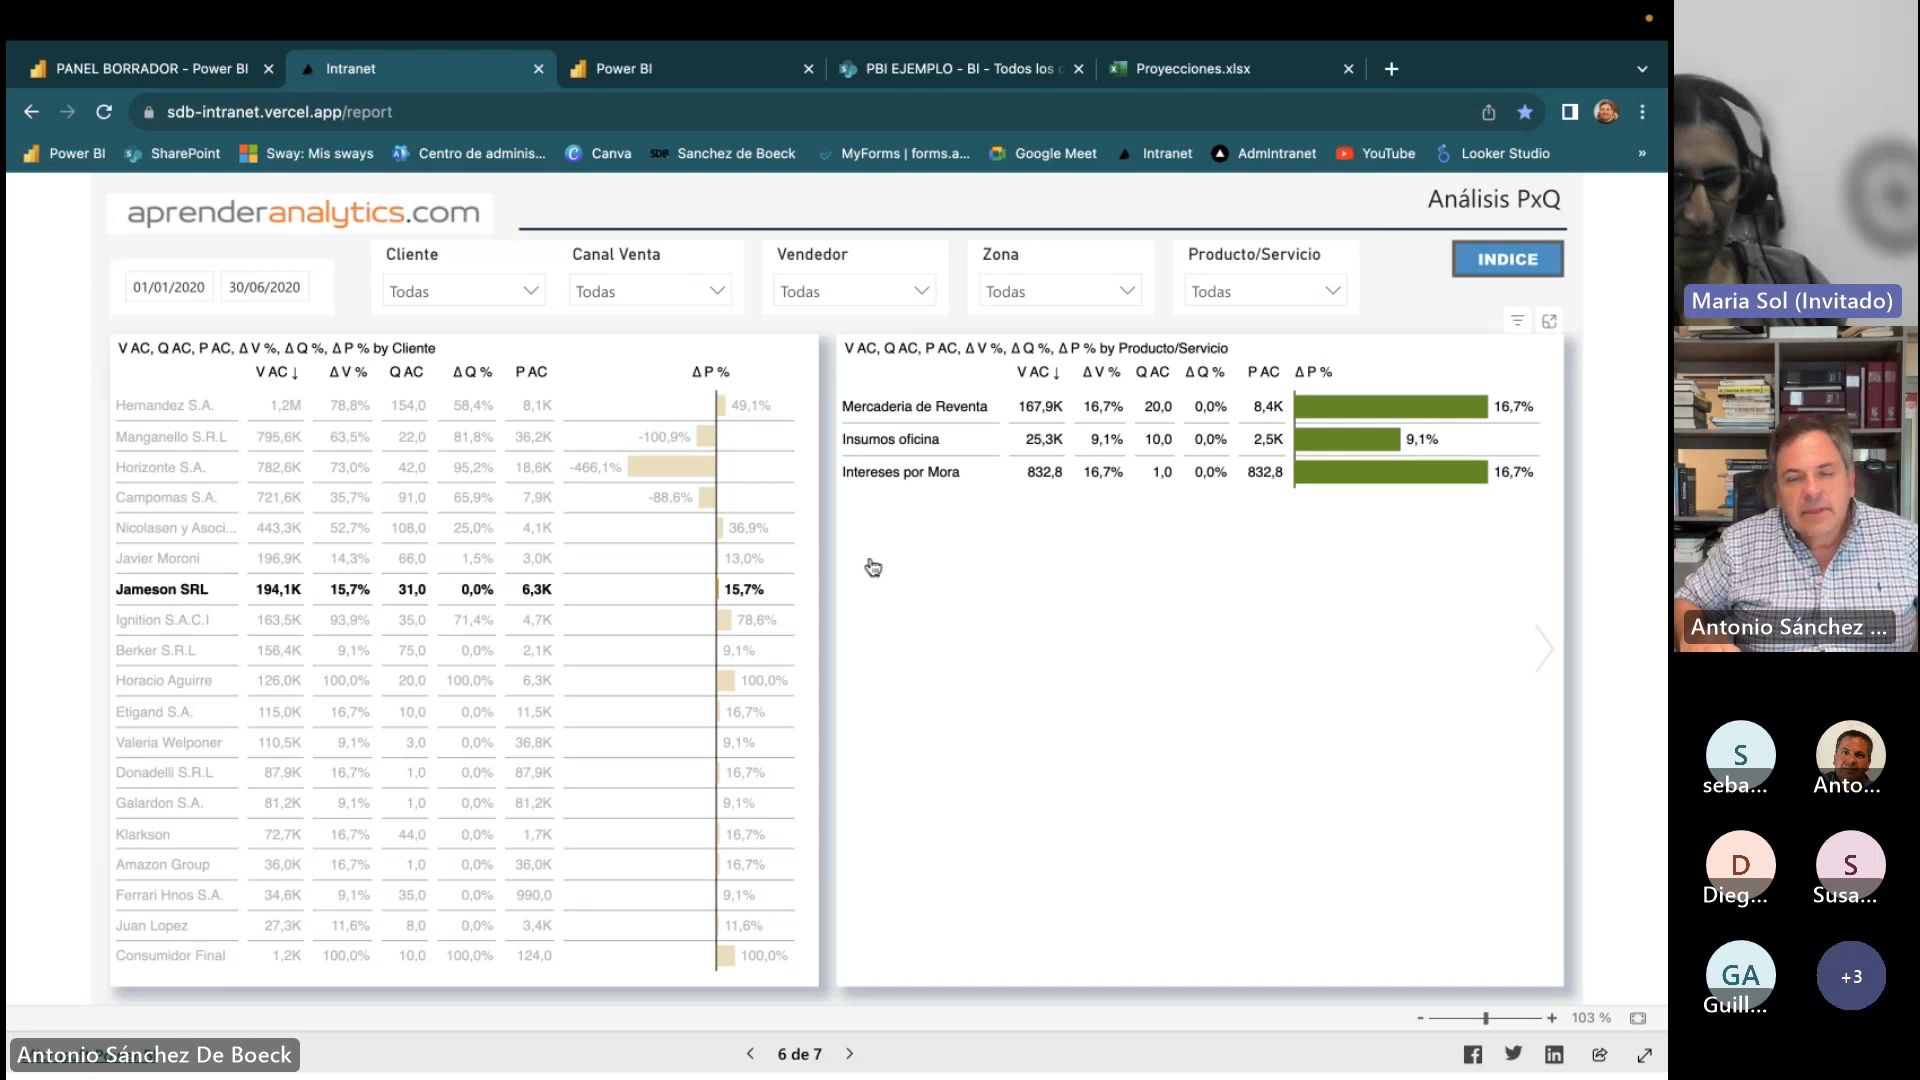 PANEL BORRADOR - Power BI
Intranet
Power BI
PBI EJEMPLO - BI - Todos los
Proyecciones.xlsx
sdb-intranet.vercel.app/report
Power BI
SharePoint
Sway: Mis sways
Centro de adminis...
Canva
SDB Sanchez de Boeck
MyForms | forms.a...
Google Meet
Intranet
AdmIntranet
YouTube
Looker Studio
»
aprenderanalytics.com
Análisis PxQ
01/01/2020 30/06/2020
Cliente
Todas
Canal Venta
Todas
Vendedor
Todas
Zona
Todas
Producto/Servicio
Todas
INDICE
V AC, Q AC, P AC, Δ V %, Δ Q %, Δ P % by Cliente
V AC ↓ Δ V % Q AC Δ Q % P AC Δ P %
Hernandez S.A. 1,2M 78,8% 154,0 58,4% 8,1K 49,1%
Manganello S.R.L 795,6K 63,5% 22,0 81,8% 36,2K -100,9%
Horizonte S.A. 782,6K 73,0% 42,0 95,2% 18,6K -466,1%
Campomas S.A. 721,6K 35,7% 91,0 65,9% 7,9K -88,6%
Nicolasen y Asoci... 443,3K 52,7% 108,0 25,0% 4,1K 36,9%
Javier Moroni 196,9K 14,3% 66,0 1,5% 3,0K 13,0%
Jameson SRL 194,1K 15,7% 31,0 0,0% 6,3K 15,7%
Ignition S.A.C.I 163,5K 93,9% 35,0 71,4% 4,7K 78,6%
Berker S.R.L 156,4K 9,1% 75,0 0,0% 2,1K 9,1%
Horacio Aguirre 126,0K 100,0% 20,0 100,0% 6,3K 100,0%
Etigand S.A. 115,0K 16,7% 10,0 0,0% 11,5K 16,7%
Valeria Welponer 110,5K 9,1% 3,0 0,0% 36,8K 9,1%
Donadelli S.R.L 87,9K 16,7% 1,0 0,0% 87,9K 16,7%
Galardon S.A. 81,2K 9,1% 1,0 0,0% 81,2K 9,1%
Klarkson 72,7K 16,7% 44,0 0,0% 1,7K 16,7%
Amazon Group 36,0K 16,7% 1,0 0,0% 36,0K 16,7%
Ferrari Hnos S.A. 34,6K 9,1% 35,0 0,0% 990,0 9,1%
Juan Lopez 27,3K 11,6% 8,0 0,0% 3,4K 11,6%
Consumidor Final 1,2K 100,0% 10,0 100,0% 124,0 100,0%
V AC, Q AC, P AC, Δ V %, Δ Q %, Δ P % by Producto/Servicio
V AC ↓ Δ V % Q AC Δ Q % P AC Δ P %
Mercaderia de Reventa 167,9K 16,7% 20,0 0,0% 8,4K 16,7%
Insumos oficina 25,3K 9,1% 10,0 0,0% 2,5K 9,1%
Intereses por Mora 832,8 16,7% 1,0 0,0% 832,8 16,7%
- + 103 %
6 de 7
Antonio Sánchez De Boeck
Maria Sol (Invitado)
Antonio Sánchez ...
S
seba...
Anto...
D
Dieg...
S
Susa...
GA
Guill...
+3